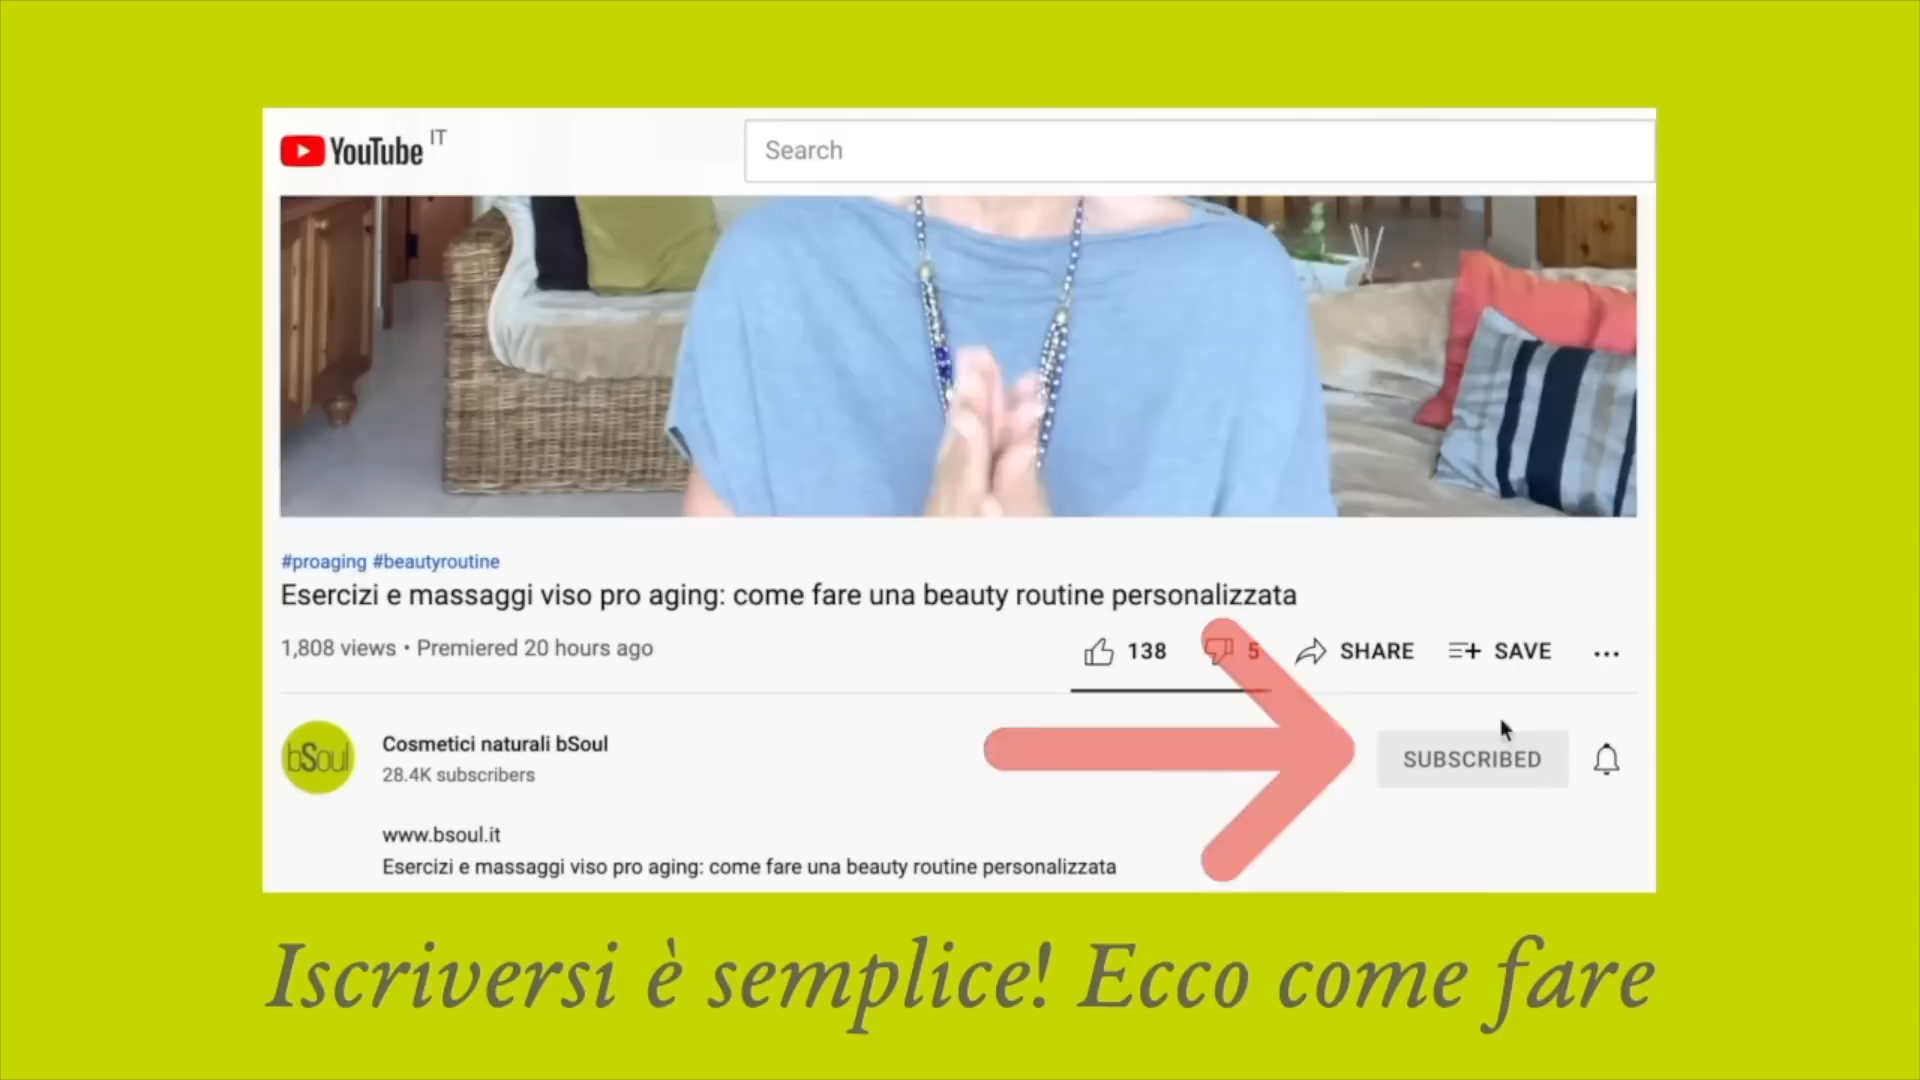 YouTube IT
Search
#proaging #beautyroutine
Esercizi e massaggi viso pro aging: come fare una beauty routine personalizzata
1,808 views • Premiered 20 hours ago
138 5 SHARE SAVE
bSoul
Cosmetici naturali bSoul
28.4K subscribers
SUBSCRIBED
www.bsoul.it
Esercizi e massaggi viso pro aging: come fare una beauty routine personalizzata
Iscriversi è semplice! Ecco come fare